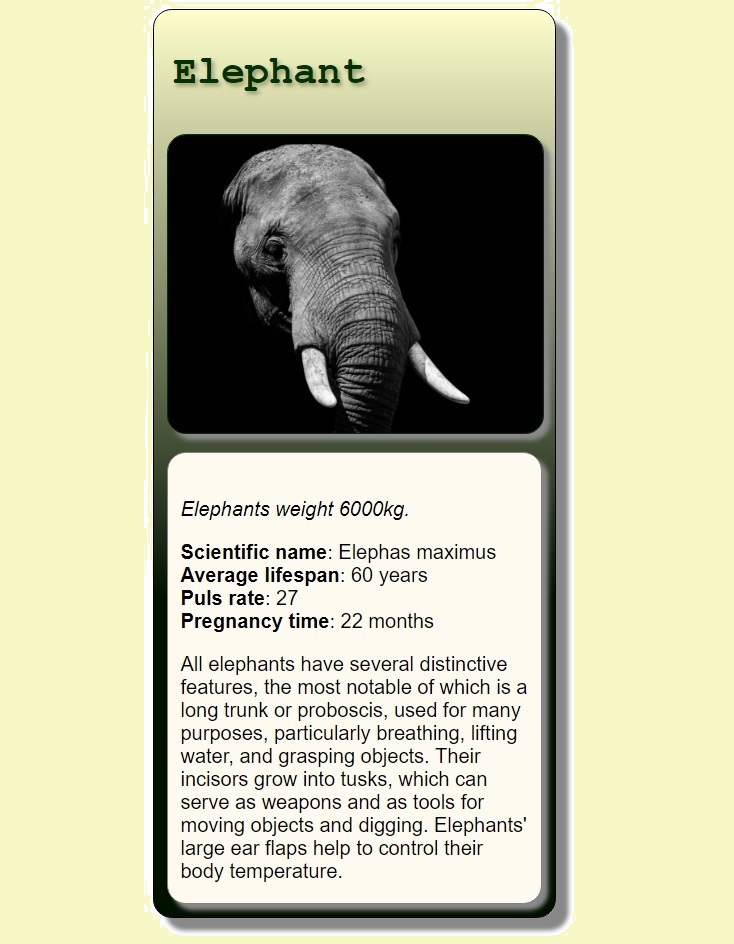 Elephant
Elephants weight 6000kg.
Scientific name: Elephas maximus
Average lifespan: 60 years
Puls rate: 27
Pregnancy time: 22 months
All elephants have several distinctive
features, the most notable of which is a
long trunk or proboscis, used for many
purposes, particularly breathing, lifting
water, and grasping objects. Their
incisors grow into tusks, which can
serve as weapons and as tools for
moving objects and digging. Elephants'
large ear flaps help to control their
body temperature.